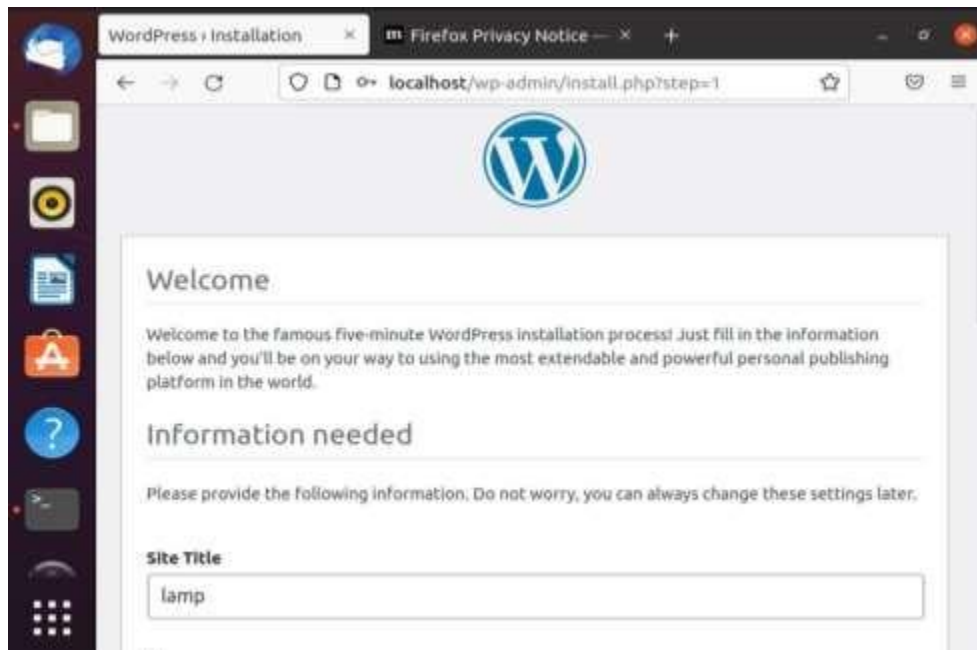 WordPress › Installation × m Firefox Privacy Notice — × +
localhost/wp-admin/install.php?step=1
W
Welcome
Welcome to the famous five-minute WordPress installation process! Just fill in the information
below and you'll be on your way to using the most extendable and powerful personal publishing
platform in the world.
Information needed
Please provide the following information. Do not worry, you can always change these settings later.
Site Title
lamp